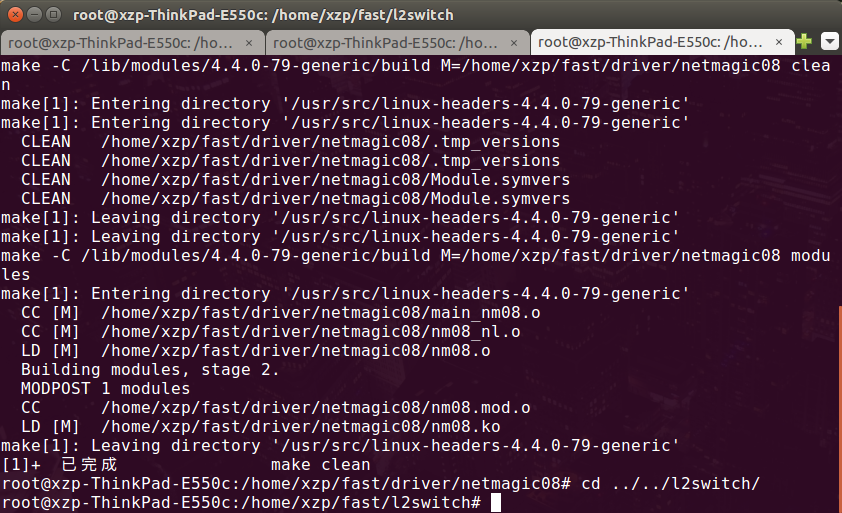 root@xzp-ThinkPad-E550c: /home/xzp/fast/l2switch
root@xzp-ThinkPad-E550c: /ho... × root@xzp-ThinkPad-E550c: /ho... × root@xzp-ThinkPad-E550c: /ho... ×
make -C /lib/modules/4.4.0-79-generic/build M=/home/xzp/fast/driver/netmagic08 clea
n
make[1]: Entering directory '/usr/src/linux-headers-4.4.0-79-generic'
make[1]: Entering directory '/usr/src/linux-headers-4.4.0-79-generic'
  CLEAN   /home/xzp/fast/driver/netmagic08/.tmp_versions
  CLEAN   /home/xzp/fast/driver/netmagic08/.tmp_versions
  CLEAN   /home/xzp/fast/driver/netmagic08/Module.symvers
  CLEAN   /home/xzp/fast/driver/netmagic08/Module.symvers
make[1]: Leaving directory '/usr/src/linux-headers-4.4.0-79-generic'
make[1]: Leaving directory '/usr/src/linux-headers-4.4.0-79-generic'
make -C /lib/modules/4.4.0-79-generic/build M=/home/xzp/fast/driver/netmagic08 modu
les
make[1]: Entering directory '/usr/src/linux-headers-4.4.0-79-generic'
  CC [M]  /home/xzp/fast/driver/netmagic08/main_nm08.o
  CC [M]  /home/xzp/fast/driver/netmagic08/nm08_nl.o
  LD [M]  /home/xzp/fast/driver/netmagic08/nm08.o
  Building modules, stage 2.
  MODPOST 1 modules
  CC      /home/xzp/fast/driver/netmagic08/nm08.mod.o
  LD [M]  /home/xzp/fast/driver/netmagic08/nm08.ko
make[1]: Leaving directory '/usr/src/linux-headers-4.4.0-79-generic'
[1]+  已完成               make clean
root@xzp-ThinkPad-E550c:/home/xzp/fast/driver/netmagic08# cd ../../l2switch/
root@xzp-ThinkPad-E550c:/home/xzp/fast/l2switch#